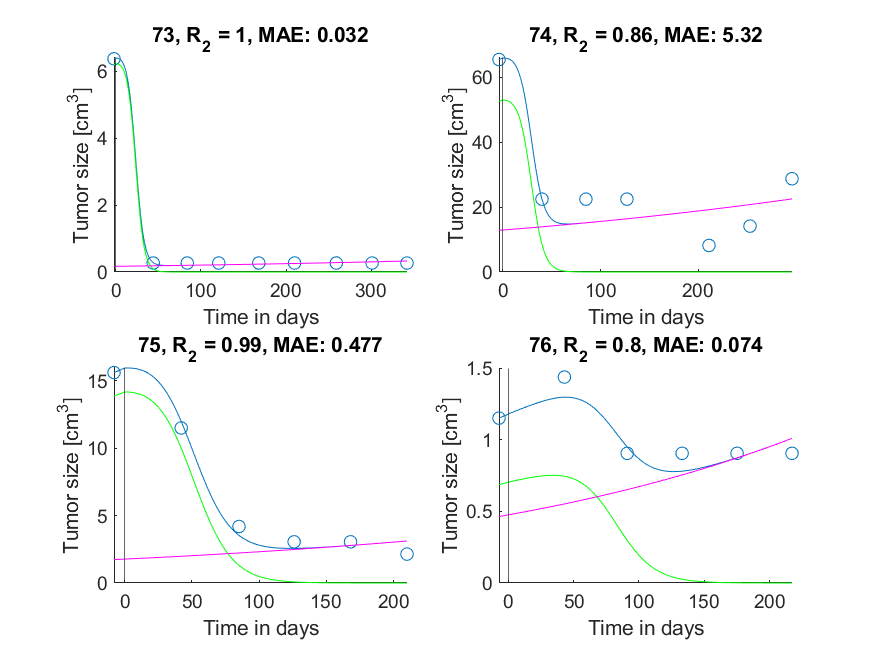 73, R2 = 1, MAE: 0.032
6
4
2
0
Tumor size [cm3]
0 100 200 300
Time in days
74, R2 = 0.86, MAE: 5.32
60
40
20
0
Tumor size [cm3]
0 100 200
Time in days
75, R2 = 0.99, MAE: 0.477
15
10
5
0
Tumor size [cm3]
0 50 100 150 200
Time in days
76, R2 = 0.8, MAE: 0.074
1.5
1
0.5
0
Tumor size [cm3]
0 50 100 150 200
Time in days